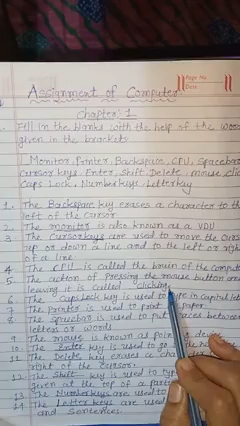 Page No.
Date
Assignment of Computer
Chapter: 1
Fill in the blanks with the help of the words
given in the brackets
Monitor, Printer, Backspace, CPU, Spacebar
Cursor keys, Enter, Shift, Delete, mouse, click
Caps Lock, Number keys, Letter key
1. The Backspace key erases a character to the
left of the cursor
2 The monitor is also known as a VDU
3 The Cursor keys are used to move the cursor
up or down a line and to the left or right
of a line
4 The CPU is called the brain of the computer
5 The action of pressing the mouse button and
leaving it is called clicking
6 The Capslock key is used to in capital
7 The printer is used to print paper
8 The spacebar is used to put spaces between
letters or words
9 The mouse is known as pointing device
10 Enter key is used to go
11 The Delete key erases a character
right of the cursor.
12 The Shift key is used to type
given at the top of a
13 The Number keys are used to
14 The Letter keys are used
and sentences.